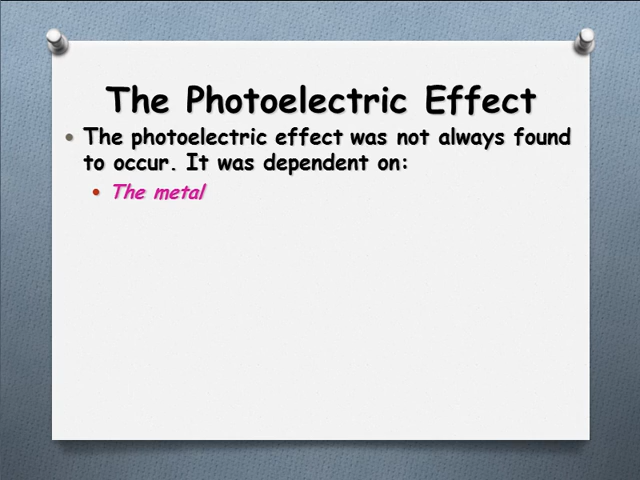 The Photoelectric Effect
• The photoelectric effect was not always found
to occur. It was dependent on:
• The metal